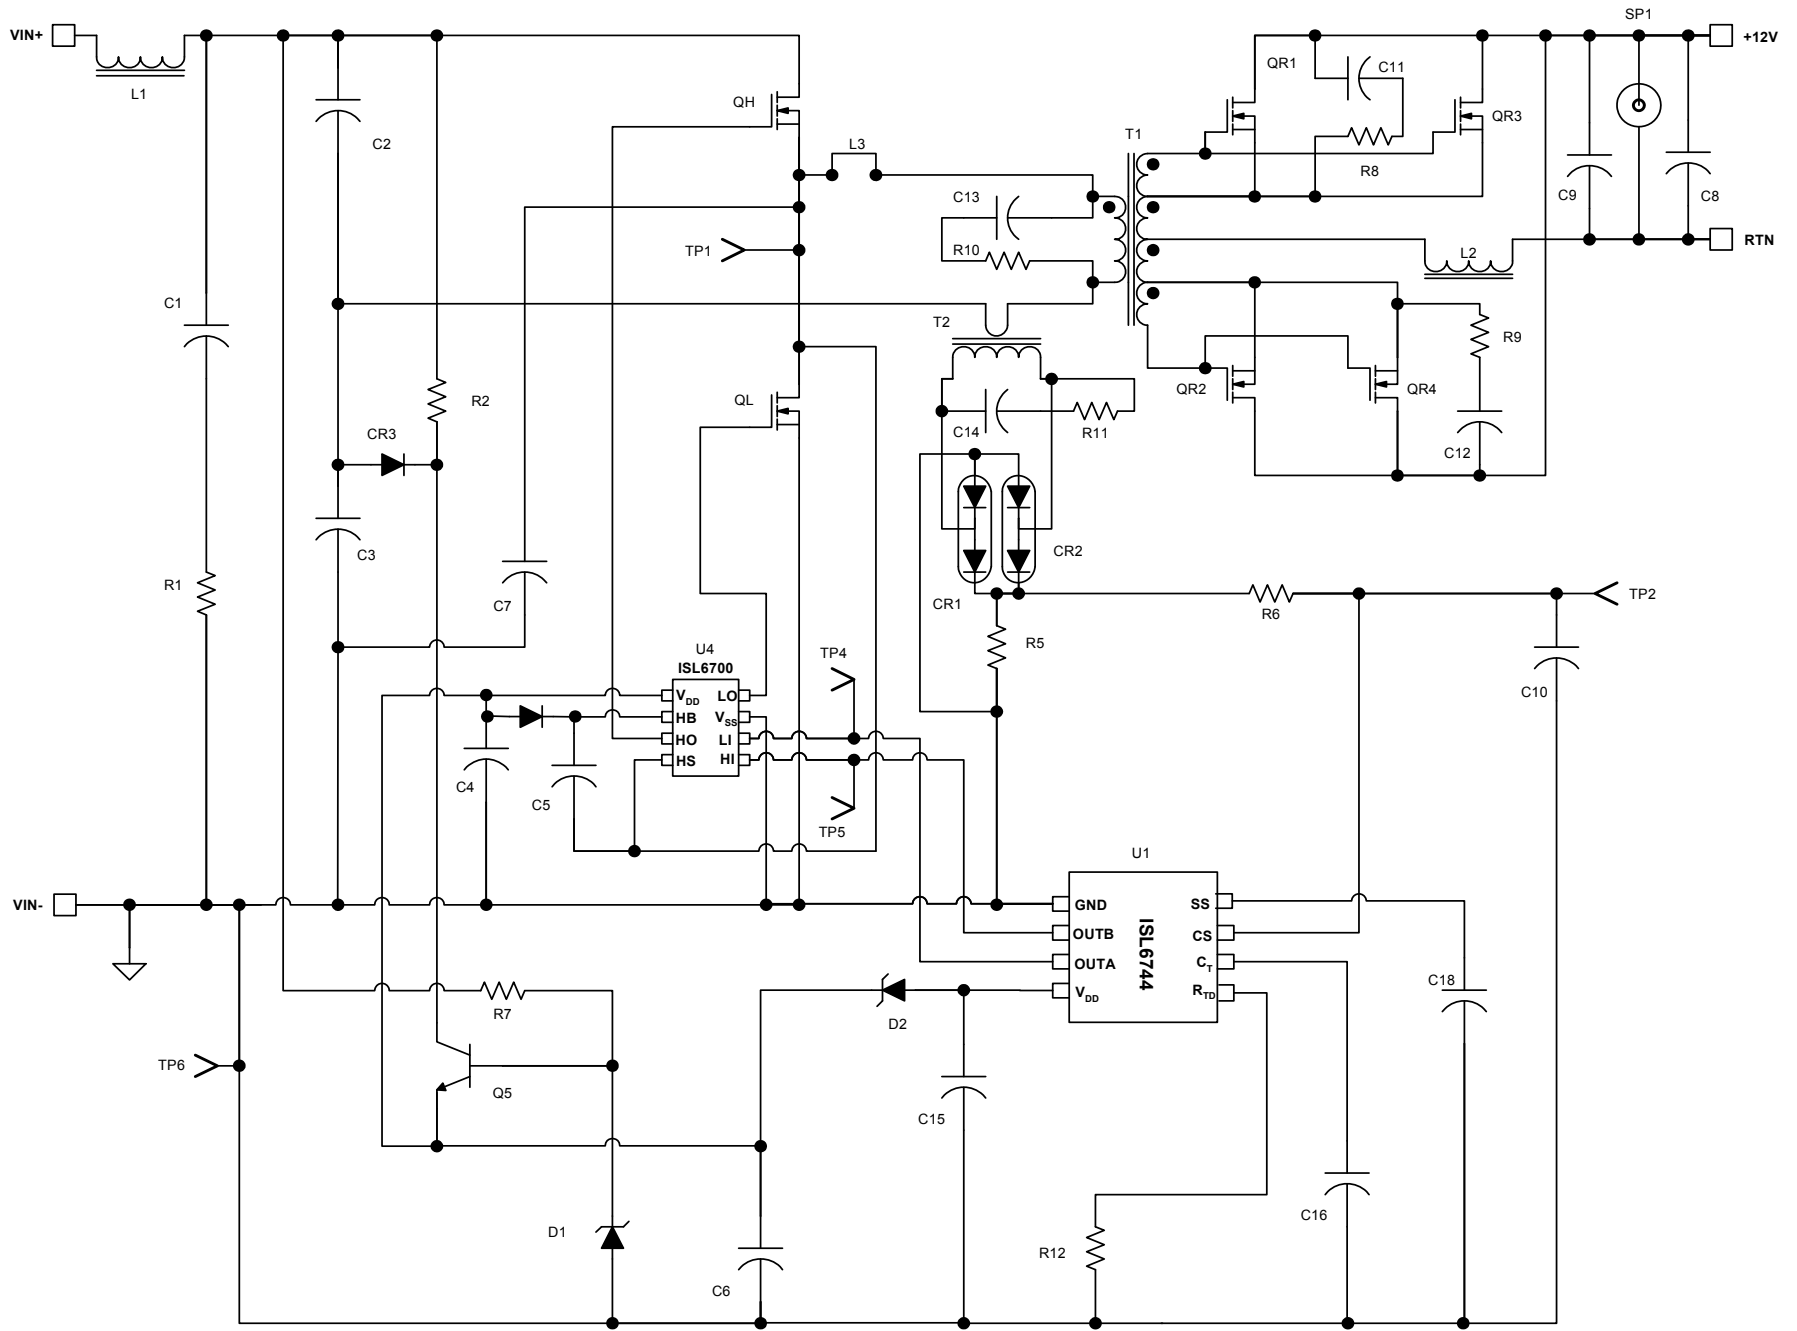 SP1
VIN+
+12V
L1
QR1
C11
QH
QR3
C2
T1
L3
R8
C13
C9
C8
TP1
R10
L2
RTN
C1
T2
R9
R2
QL
QR2
QR4
CR3
C14
R11
C12
C3
CR2
R1
C7
CR1
R6
TP2
U4
TP4
R5
ISL6700
VDD
LO
C10
HB
VSS
HO
LI
HS
HI
C4
C5
TP5
U1
VIN-
GND
SS
OUTB
CS
OUTA
ISL6744
CT
VDD
RTD
C18
R7
D2
TP6
Q5
C15
C16
D1
R12
C6